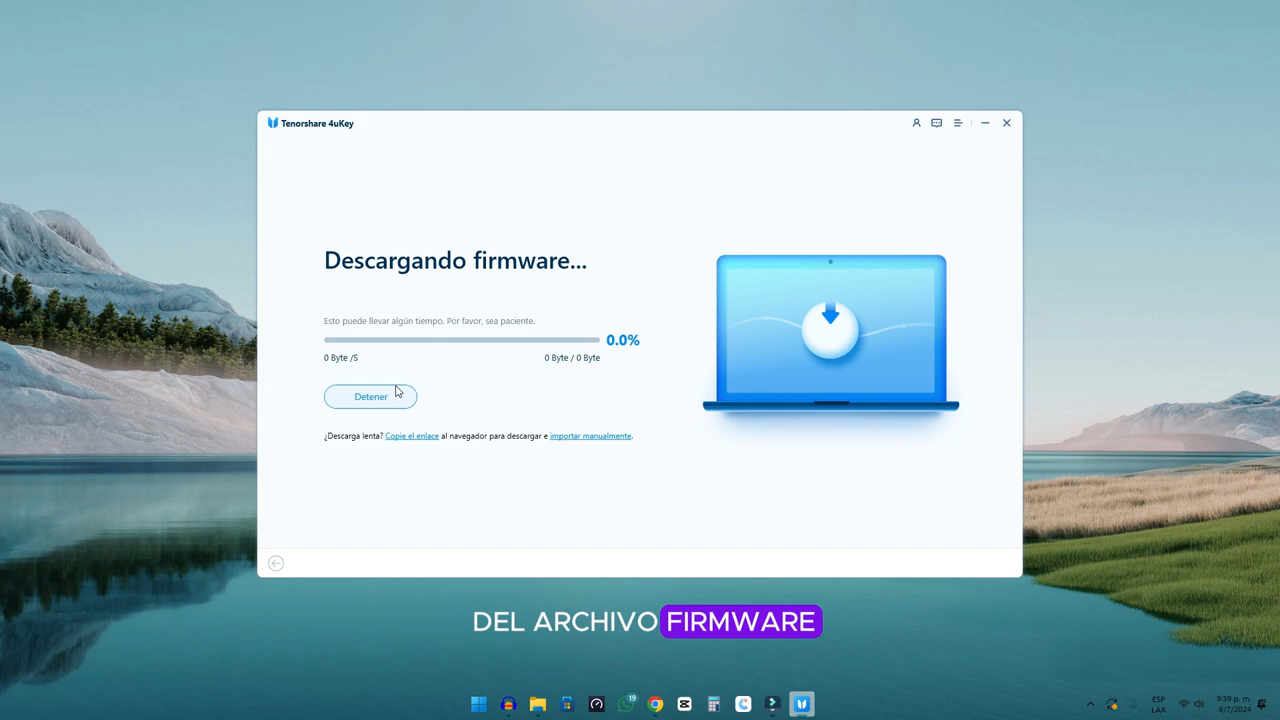 Tenorshare 4uKey
Descargando firmware...
Esto puede llevar algún tiempo. Por favor, sea paciente.
0.0%
0 Byte /S
0 Byte / 0 Byte
Detener
¿Descarga lenta? Copie el enlace al navegador para descargar e importar manualmente.
DEL ARCHIVO FIRMWARE
19
ESP
LAA
9:39 p. m.
9/7/2024